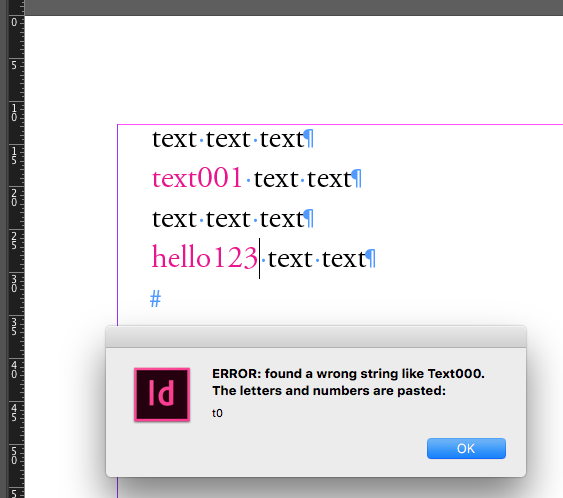 0
5
10
15
20
25
30
35
40
45
50
text·text·text¶
text001·text·text¶
text·text·text¶
hello123·text·text¶
#
Id
ERROR: found a wrong string like Text000.
The letters and numbers are pasted:
t0
OK